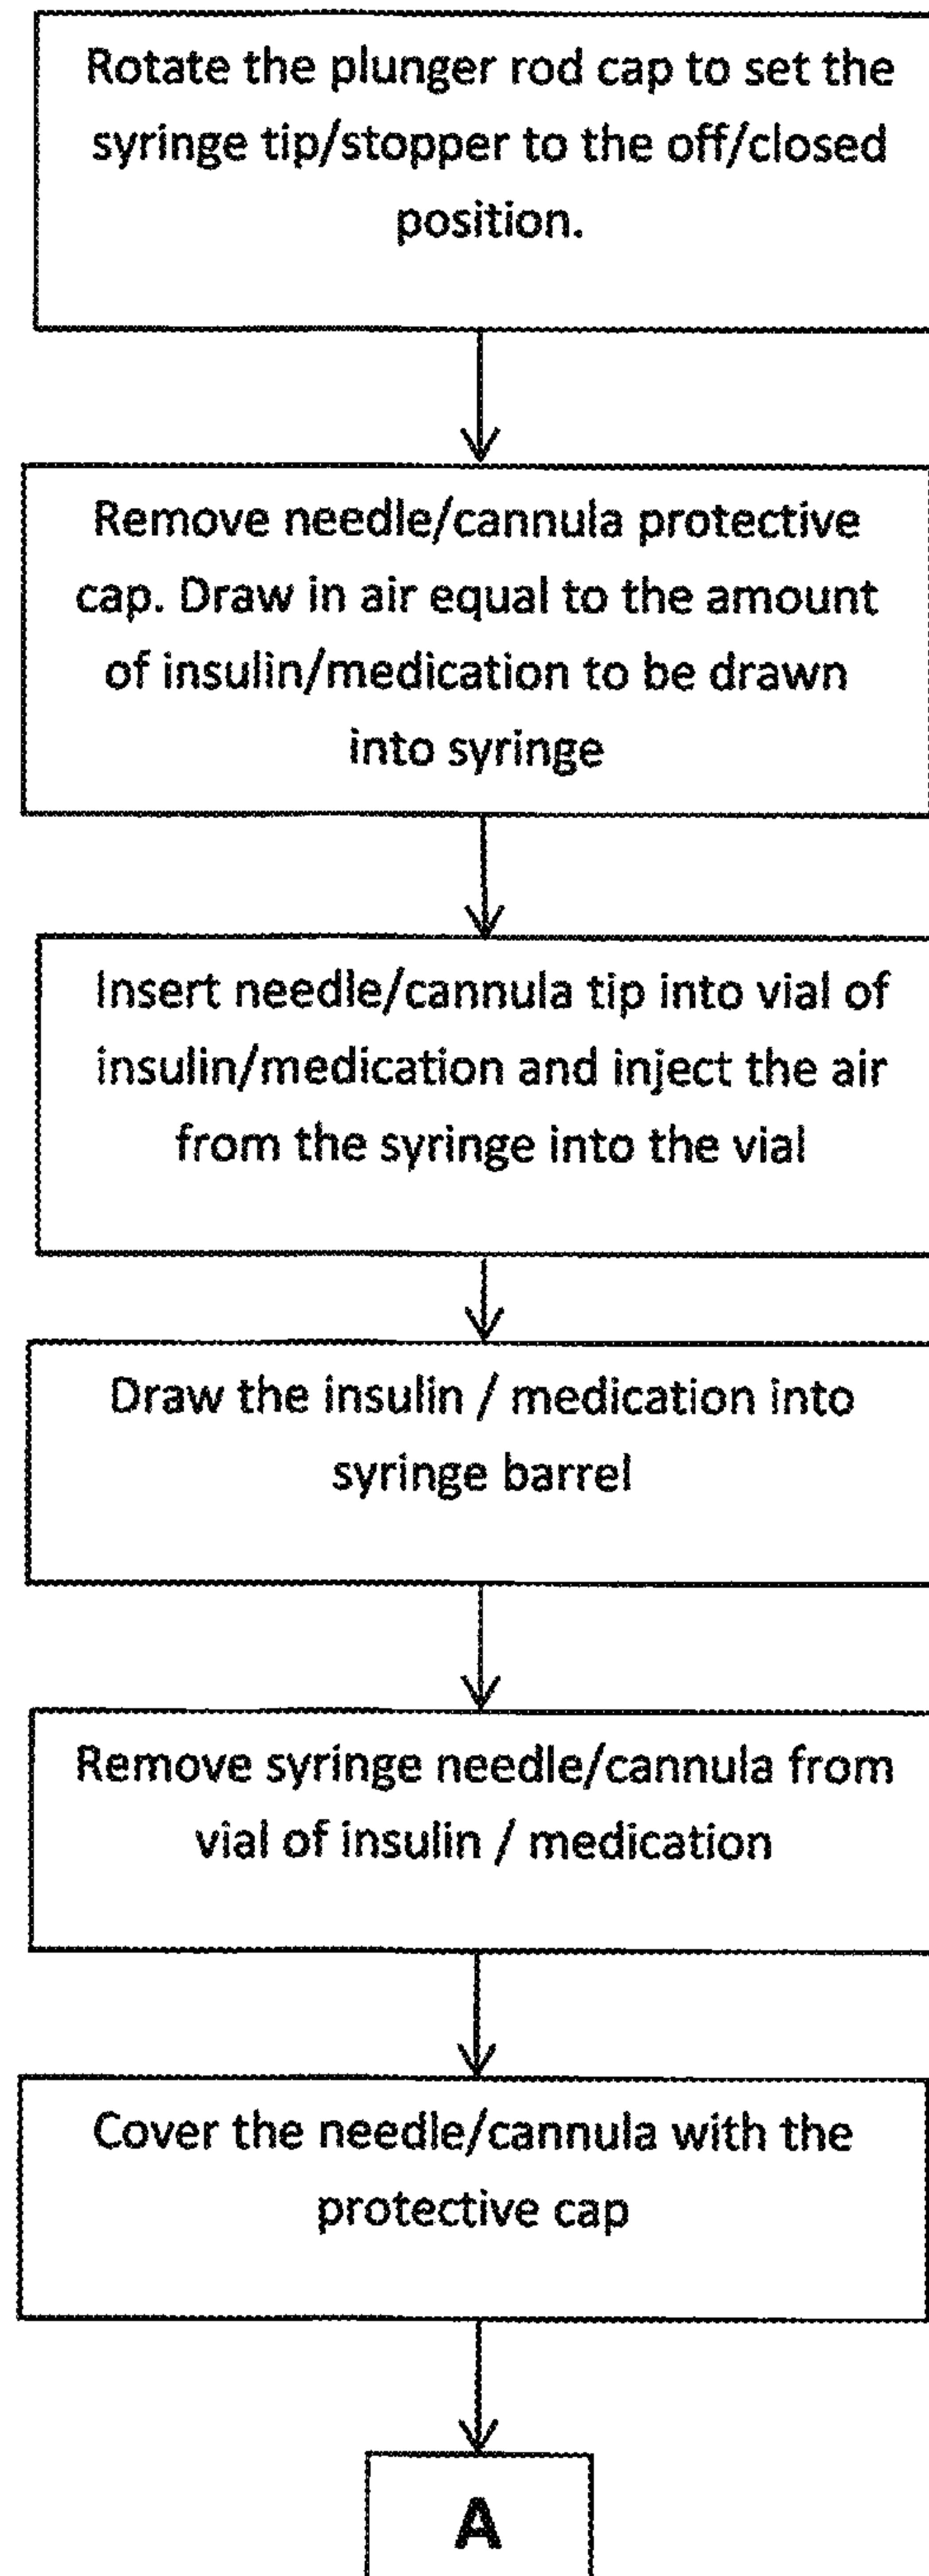 Rotate the plunger rod cap to set the
syringe tip/stopper to the off/closed
position.
Remove needle/cannula protective
cap. Draw in air equal to the amount
of insulin/medication to be drawn
into syringe
Insert needle/cannula tip into vial of
insulin/medication and inject the air
from the syringe into the vial
Draw the insulin / medication into
syringe barrel
Remove syringe needle/cannula from
vial of insulin / medication
Cover the needle/cannula with the
protective cap
A